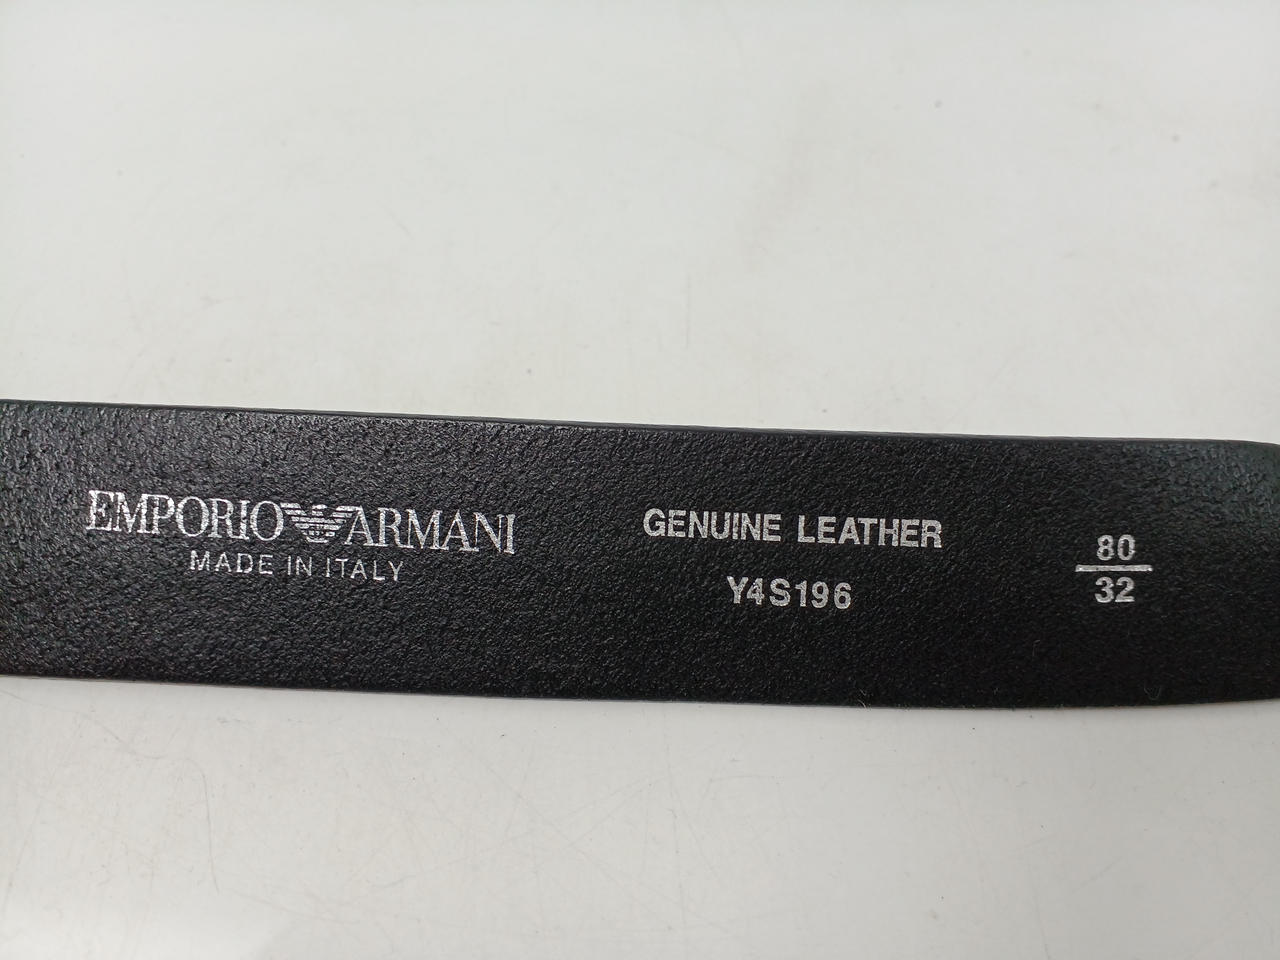 EMPORIO ARMANI
MADE IN ITALY
GENUINE LEATHER
Y4S196
80
32